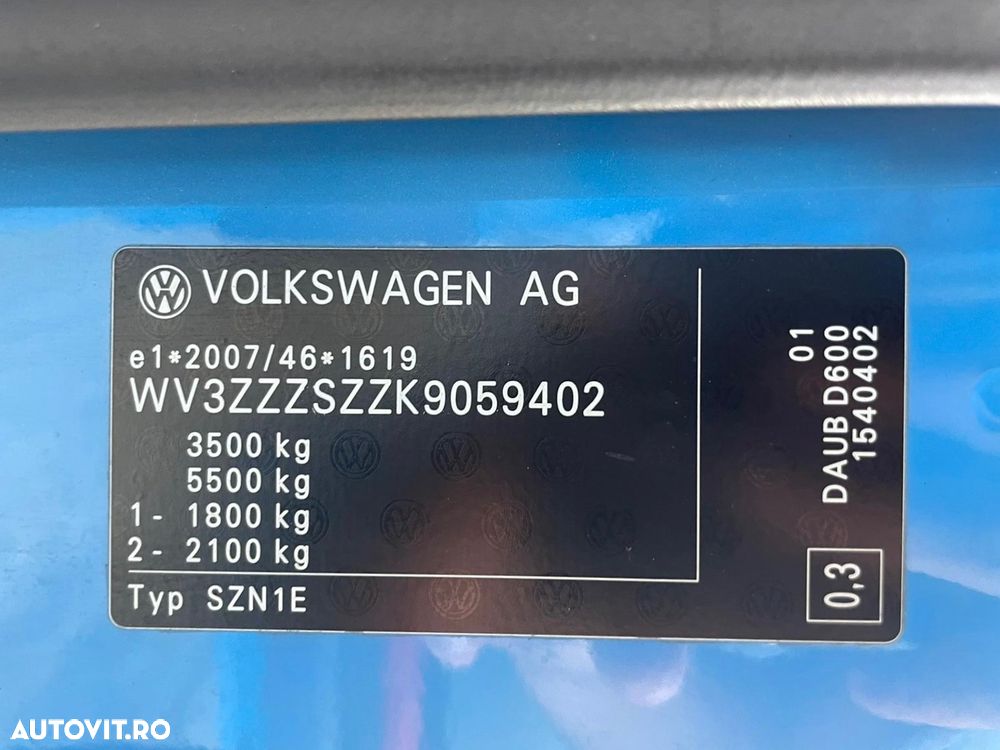 VOLKSWAGEN AG
e1*2007/46*1619
WV3ZZZSZZK9059402
3500 kg
5500 kg
1- 1800 kg
2- 2100 kg
Typ SZN1E
01
DAUB D600
1540402
0,3
AUTOVIT.RO